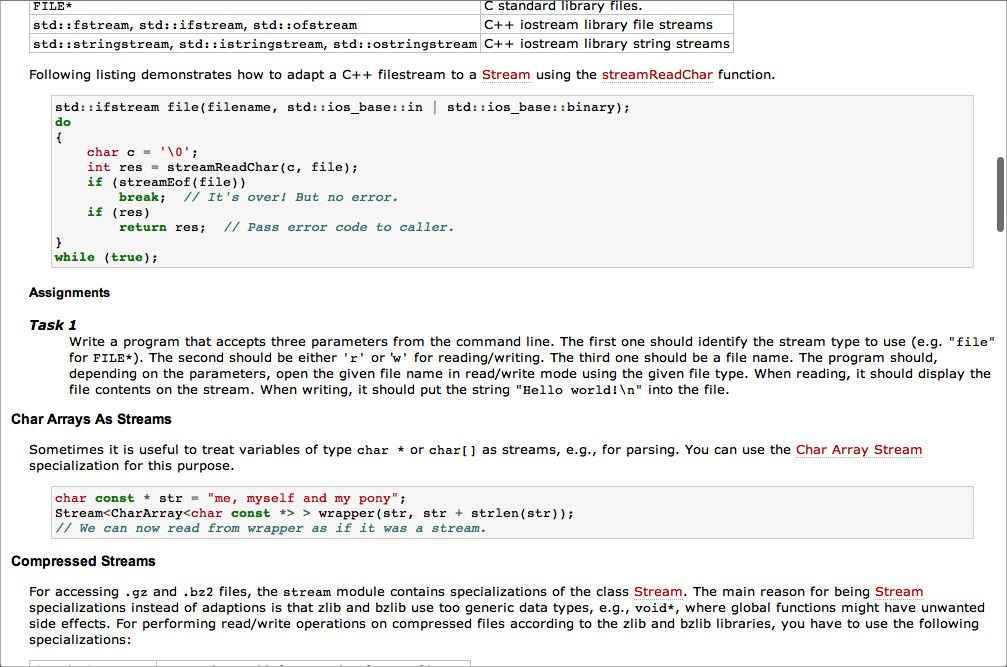 FILE* C standard library files.
std::fstream, std::ifstream, std::ofstream C++ iostream library file streams
std::stringstream, std::istringstream, std::ostringstream C++ iostream library string streams
Following listing demonstrates how to adapt a C++ filestream to a Stream using the streamReadChar function.
std::ifstream file(filename, std::ios_base::in | std::ios_base::binary);
do
{
    char c = '\0';
    int res = streamReadChar(c, file);
    if (streamEof(file))
        break;  // It's over! But no error.
    if (res)
        return res;  // Pass error code to caller.
}
while (true);
Assignments
Task 1
Write a program that accepts three parameters from the command line. The first one should identify the stream type to use (e.g. "file"
for FILE*). The second should be either 'r' or 'w' for reading/writing. The third one should be a file name. The program should,
depending on the parameters, open the given file name in read/write mode using the given file type. When reading, it should display the
file contents on the stream. When writing, it should put the string "Hello world!\n" into the file.
Char Arrays As Streams
Sometimes it is useful to treat variables of type char * or char[] as streams, e.g., for parsing. You can use the Char Array Stream
specialization for this purpose.
char const * str = "me, myself and my pony";
Stream<CharArray<char const *> > wrapper(str, str + strlen(str));
// We can now read from wrapper as if it was a stream.
Compressed Streams
For accessing .gz and .bz2 files, the stream module contains specializations of the class Stream. The main reason for being Stream
specializations instead of adaptions is that zlib and bzlib use too generic data types, e.g., void*, where global functions might have unwanted
side effects. For performing read/write operations on compressed files according to the zlib and bzlib libraries, you have to use the following
specializations: